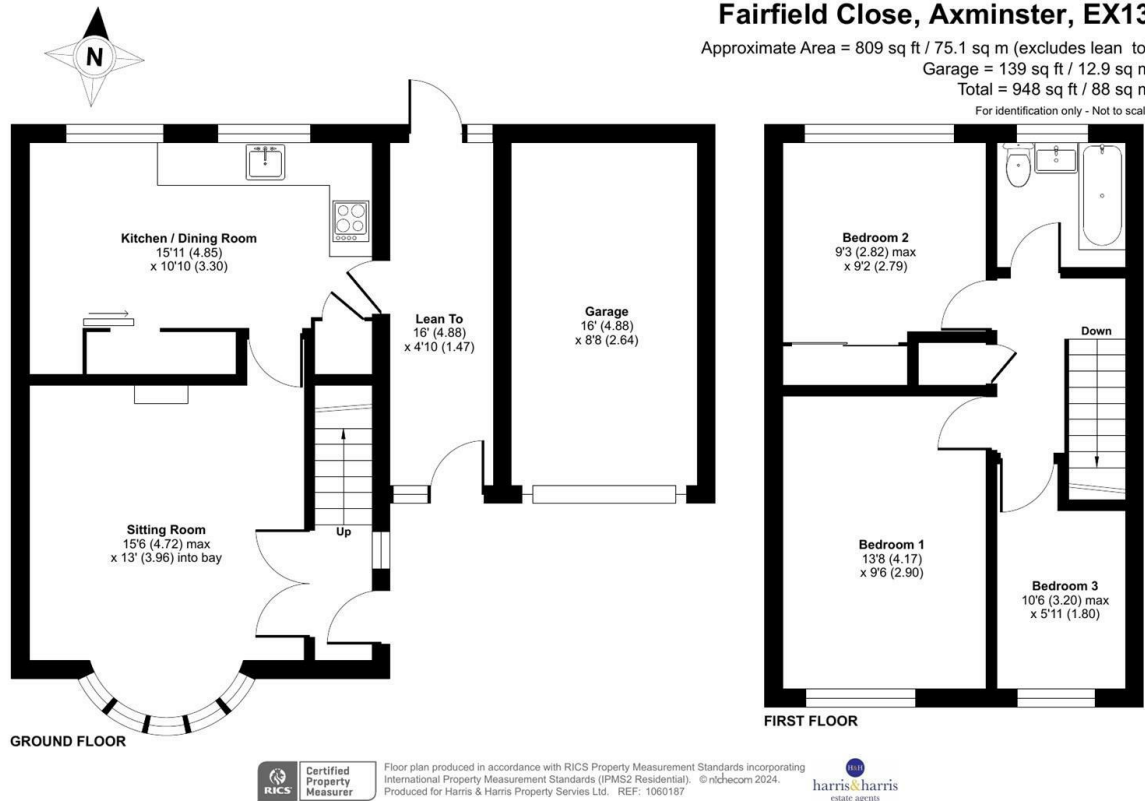 Fairfield Close, Axminster, EX13
Approximate Area = 809 sq ft / 75.1 sq m (excludes lean to
Garage = 139 sq ft / 12.9 sq m
Total = 948 sq ft / 88 sq m
For identification only - Not to scal
N
Kitchen / Dining Room
15'11 (4.85)
x 10'10 (3.30)
Lean To
16' (4.88)
x 4'10 (1.47)
Garage
16' (4.88)
x 8'8 (2.64)
Sitting Room
15'6 (4.72) max
x 13' (3.96) into bay
Up
GROUND FLOOR
Bedroom 2
9'3 (2.82) max
x 9'2 (2.79)
Down
Bedroom 1
13'8 (4.17)
x 9'6 (2.90)
Bedroom 3
10'6 (3.20) max
x 5'11 (1.80)
FIRST FLOOR
RICS
Certified
Property
Measurer
Floor plan produced in accordance with RICS Property Measurement Standards incorporating
International Property Measurement Standards (IPMS2 Residential). © nichecom 2024.
Produced for Harris & Harris Property Servies Ltd. REF: 1060187
H&H
harris&harris
estate agents